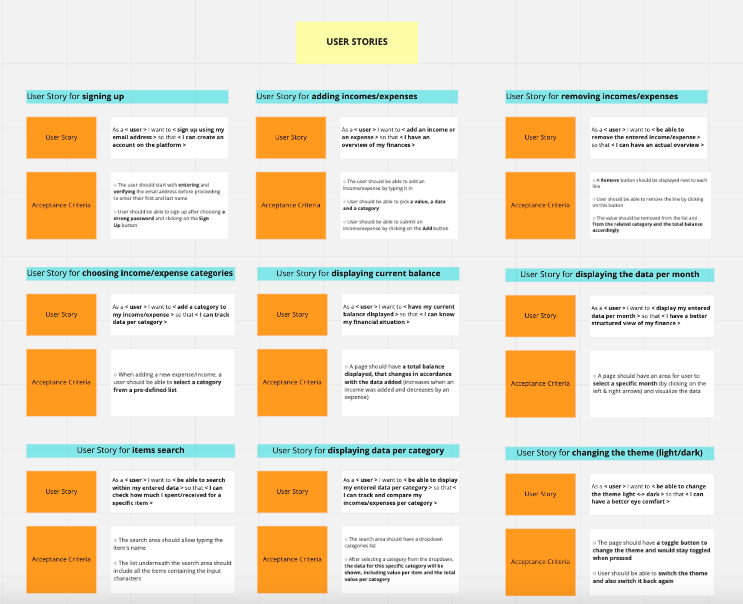 USER STORIES
User Story for signing up
User Story
As a < user > I want to < sign up using my
email address > so that < I can create an
account on the platform >
Acceptance Criteria
○ The user should start with entering and
verifying the email address before proceeding
to enter their first and last name
○ User should be able to sign up after choosing a
strong password and clicking on the Sign
Up button
User Story for adding incomes/expenses
User Story
As a < user > I want to < add an income or
an expense > so that < I have an
overview of my finances >
Acceptance Criteria
○ The user should be able to add an
income/expense by typing it in
○ User should be able to pick a value, a date
and a category
○ User should be able to submit an
income/expense by clicking on the Add button
User Story for removing incomes/expenses
User Story
As a < user > I want to < be able to
remove the entered income/expense >
so that < I can have an actual overview >
Acceptance Criteria
○ A Remove button should be displayed next to each
line
○ User should be able to remove the line by clicking
on this button
○ The value should be removed from the list and
from the related category and the total balance
accordingly
User Story for choosing income/expense categories
User Story
As a < user > I want to < add a category to
my income/expense > so that < I can track
data per category >
Acceptance Criteria
○ When adding a new expense/income, a
user should be able to select a category
from a pre-defined list
User Story for displaying current balance
User Story
As a < user > I want to < have my current
balance displayed > so that < I can know
my financial situation >
Acceptance Criteria
○ A page should have a total balance
displayed, that changes in accordance
with the data added (increases when an
income was added and decreases by an
expense)
User Story for displaying the data per month
User Story
As a < user > I want to < display my entered
data per month > so that < I have a better
structured view of my finance >
Acceptance Criteria
○ A page should have an area for user to
select a specific month (by clicking on the
left & right arrows) and visualize the data
User Story for items search
User Story
As a < user > I want to < be able to search
within my entered data > so that < I can
check how much I spent/received for a
specific item >
Acceptance Criteria
○ The search area should allow typing the
item's name
○ The list underneath the search area should
include all the items containing the input
characters
User Story for displaying data per category
User Story
As a < user > I want to < be able to display
my entered data per category > so that <
I can track and compare my
incomes/expenses per category >
Acceptance Criteria
○ The search area should have a dropdown
categories list
○ After selecting a category from the dropdown,
the data for this specific category will be
shown, including value per item and the total
value per category
User Story for changing the theme (light/dark)
User Story
As a < user > I want to < be able to change
the theme light <-> dark > so that < I can
have a better eye comfort >
Acceptance Criteria
○ The page should have a toggle button to
change the theme and would stay toggled
when pressed
○ User should be able to switch the theme
and also switch it back again